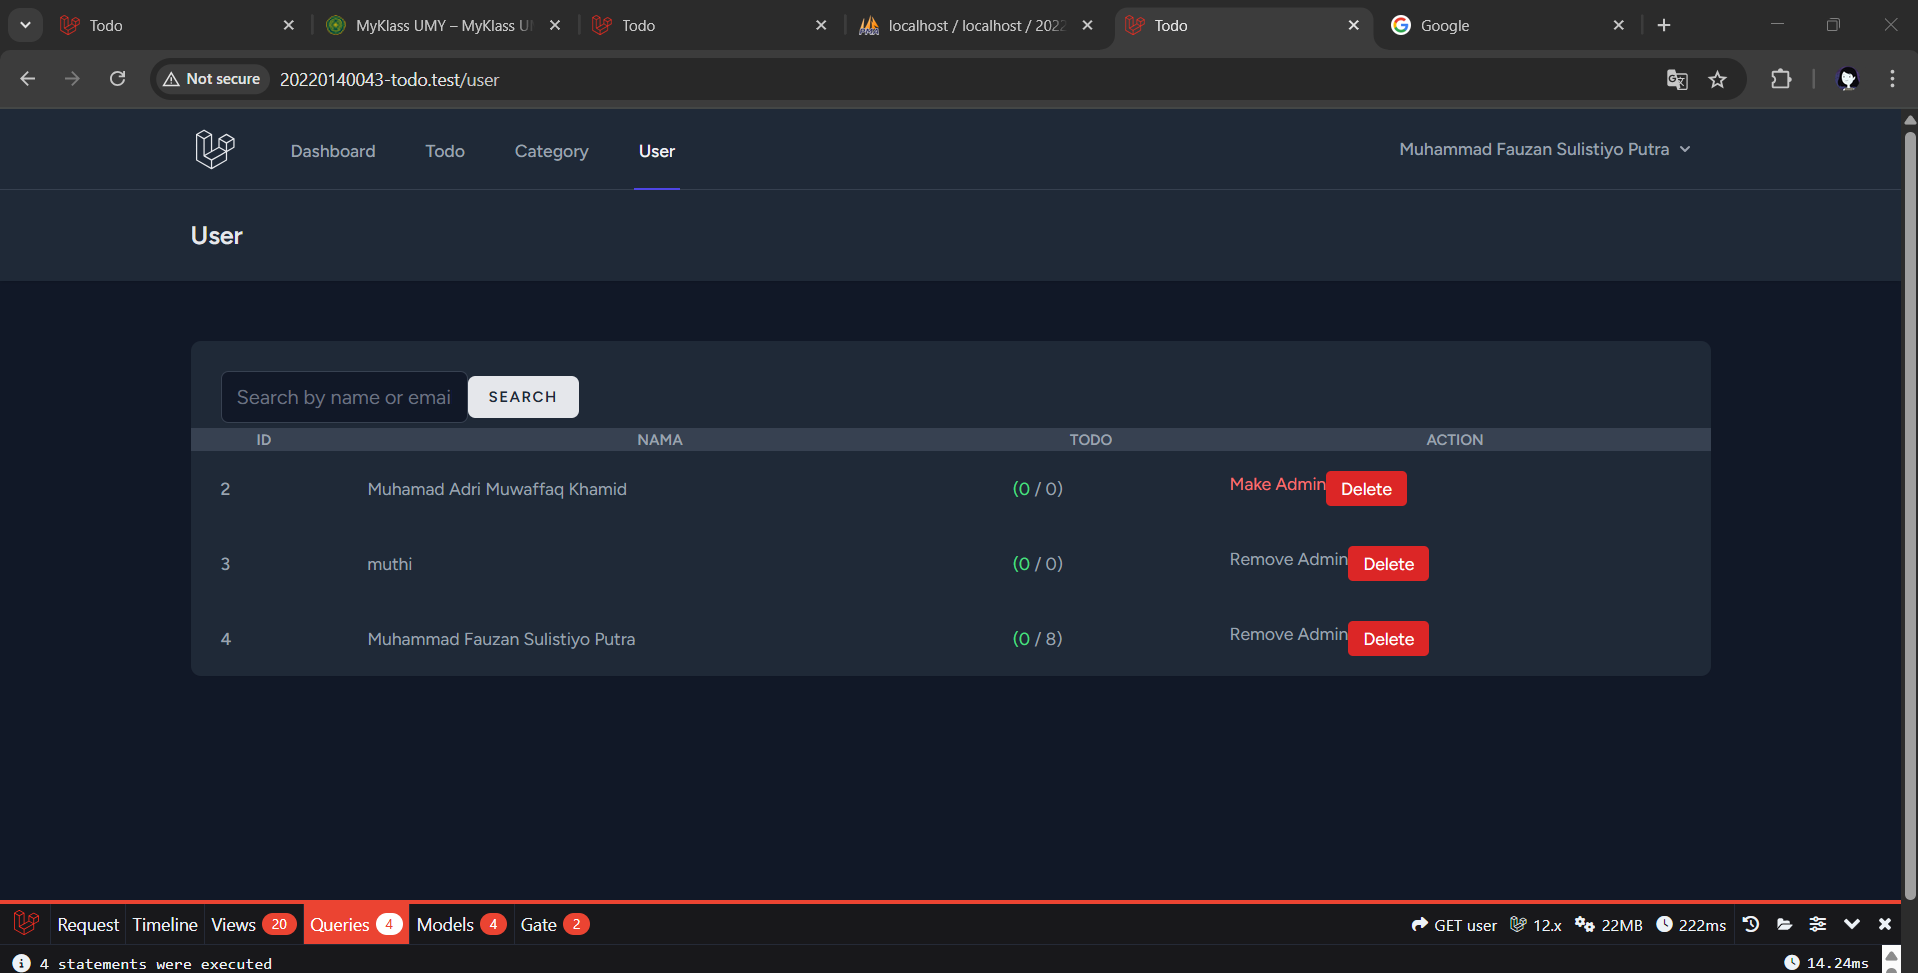 Todo
MyKlass UMY – MyKlass U
Todo
localhost / localhost / 2022
Todo
Google
Not secure
20220140043-todo.test/user
Dashboard
Todo
Category
User
Muhammad Fauzan Sulistiyo Putra
User
Search by name or emai
SEARCH
ID NAMA TODO ACTION
2 Muhamad Adri Muwaffaq Khamid (0 / 0) Make Admin Delete
3 muthi (0 / 0) Remove Admin Delete
4 Muhammad Fauzan Sulistiyo Putra (0 / 8) Remove Admin Delete
Request Timeline Views 20 Queries 4 Models 4 Gate 2 GET user 12.x 22MB 222ms
4 statements were executed 14.24ms